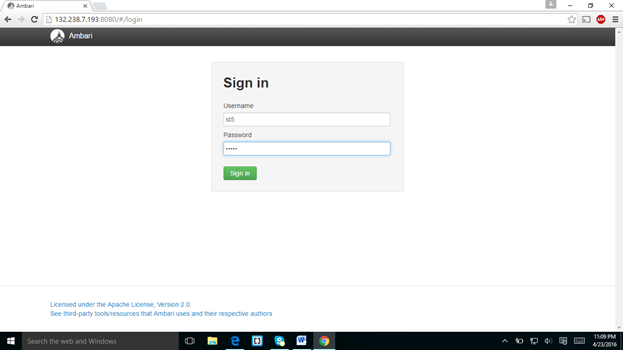 Ambari
132.238.7.193:8080/#/login
ABP
Ambari
Sign in
Username
st5
Password
•••••
Sign in
Licensed under the Apache License, Version 2.0.
See third-party tools/resources that Ambari uses and their respective authors
Search the web and Windows
11:09 PM
4/23/2016